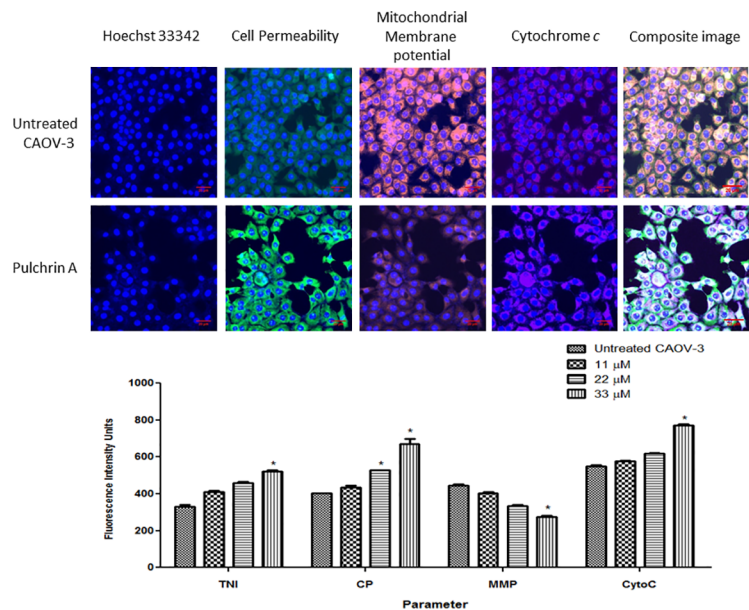 Hoechst 33342
Cell Permeability
Mitochondrial
Membrane
potential
Cytochrome c
Composite image
Untreated
CAOV-3
Pulchrin A
Untreated CAOV-3
11 μM
22 μM
33 μM
Fluorescence Intensity Units
1000
800
600
400
200
0
*
*
*
*
*
TNI
CP
MMP
CytoC
Parameter